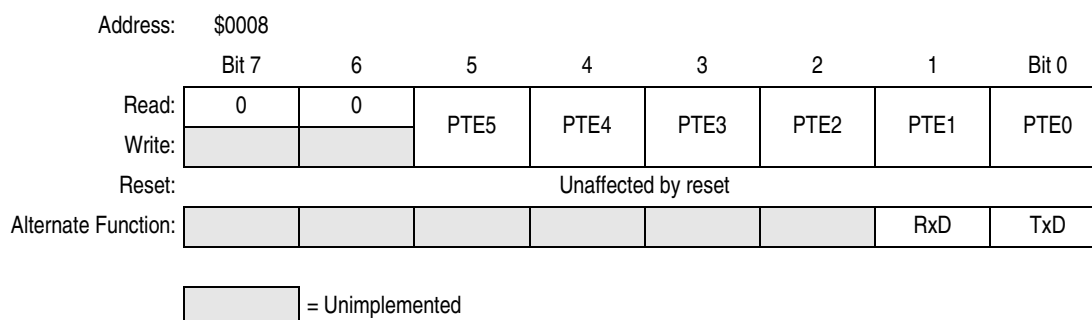 Address: $0008
Bit 7 6 5 4 3 2 1 Bit 0
Read: 0 0 PTE5 PTE4 PTE3 PTE2 PTE1 PTE0
Write:
Reset: Unaffected by reset
Alternate Function: RxD TxD
= Unimplemented